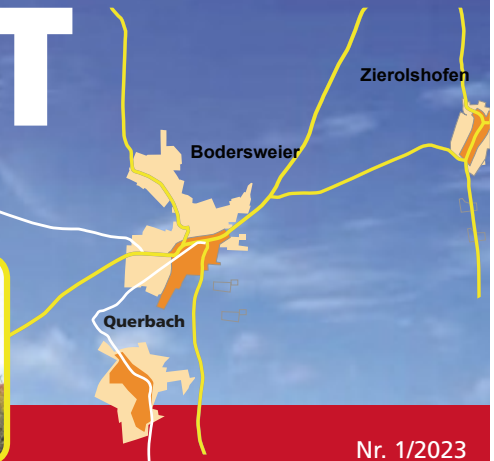 T
Zierolshofen
Bodersweier
Querbach
Nr. 1/2023